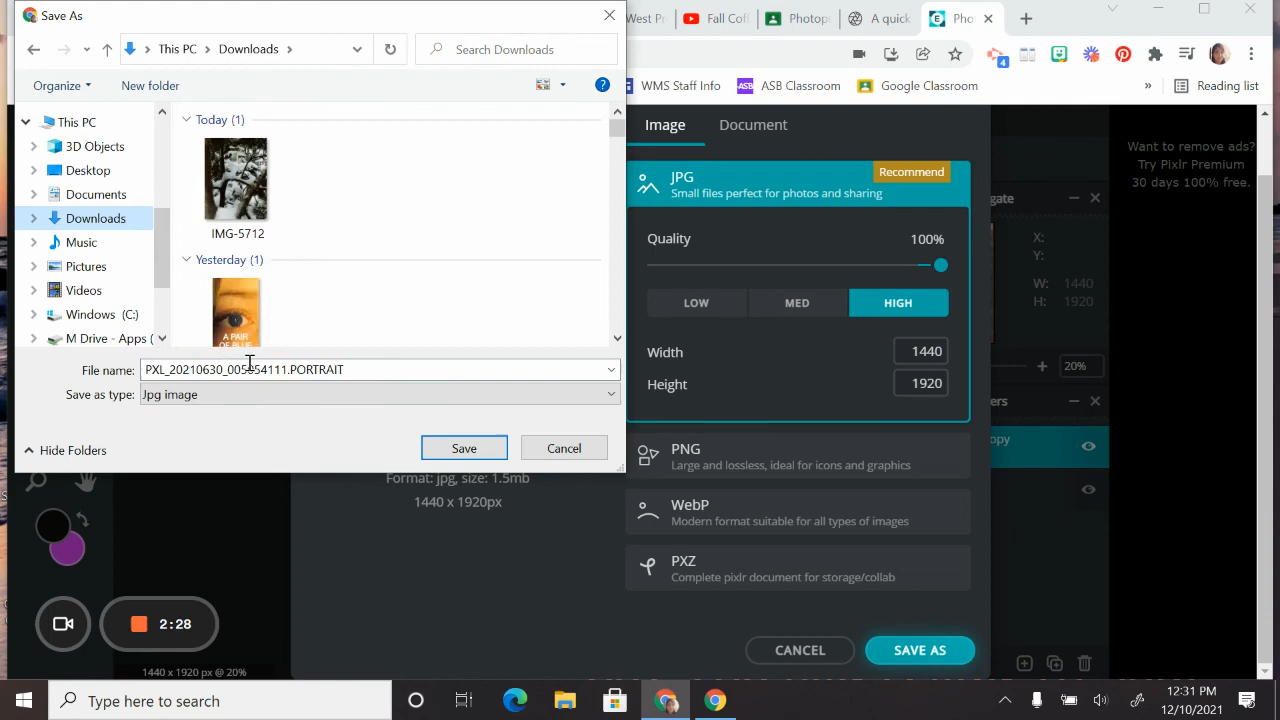 Save As
This PC
Downloads
Search Downloads
Organize
New folder
This PC
3D Objects
Desktop
Documents
Downloads
Music
Pictures
Videos
Windows (C:)
M Drive - Apps (
Today (1)
IMG-5712
Yesterday (1)
A PAIR
OF BLUE
File name:
PXL_20210630_005554111.PORTRAIT
Save as type:
Jpg image
Hide Folders
Save
Cancel
West P
Fall Coff
Photop
A quick
Pho
4
WMS Staff Info
ASB
ASB Classroom
Google Classroom
»
Reading list
Image
Document
JPG
Recommend
Small files perfect for photos and sharing
Quality
100%
LOW
MED
HIGH
Width
1440
Height
1920
PNG
Large and lossless, ideal for icons and graphics
WebP
Modern format suitable for all types of images
PXZ
Complete pixlr document for storage/collab
CANCEL
SAVE AS
Format: jpg, size: 1.5mb
1440 x 1920px
Want to remove ads?
Try Pixlr Premium
30 days 100% free.
gate
X:
Y:
W: 1440
H: 1920
20%
ers
opy
2:28
1440 x 1920 px @ 20%
Type here to search
12:31 PM
12/10/2021